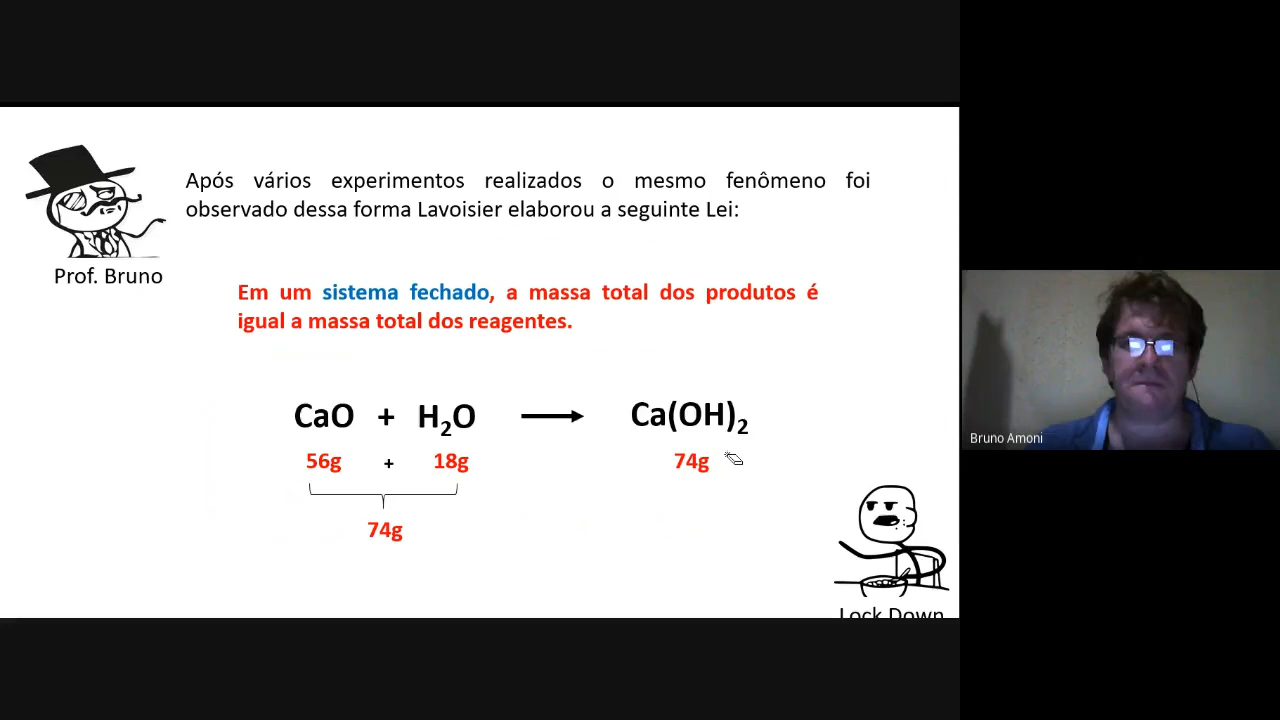 Após vários experimentos realizados o mesmo fenômeno foi
observado dessa forma Lavoisier elaborou a seguinte Lei:
Prof. Bruno
Em um sistema fechado, a massa total dos produtos é
igual a massa total dos reagentes.
CaO + H₂O → Ca(OH)₂
56g + 18g 74g
74g
Bruno Amoni
Lock Down